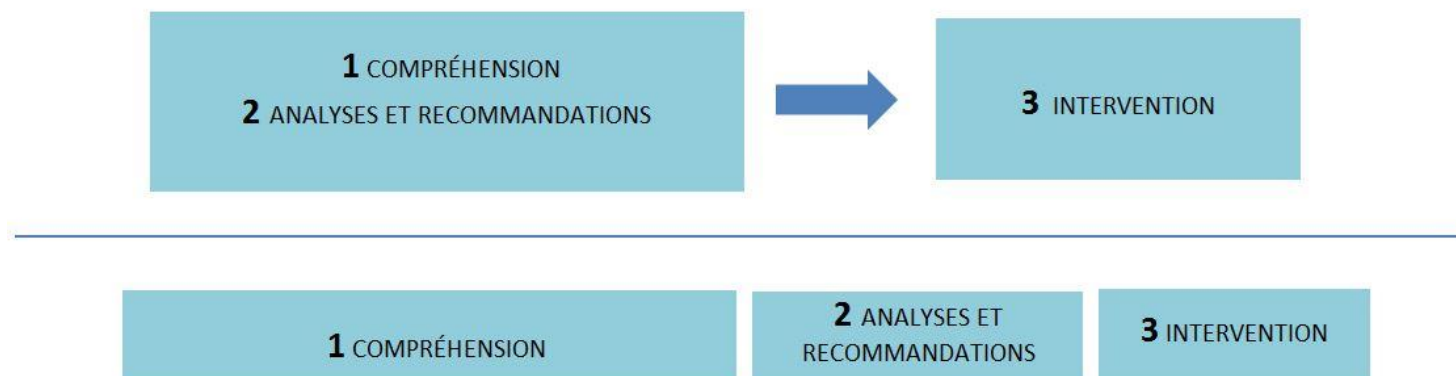 1 COMPRÉHENSION
2 ANALYSES ET RECOMMANDATIONS
3 INTERVENTION
1 COMPRÉHENSION
2 ANALYSES ET
RECOMMANDATIONS
3 INTERVENTION